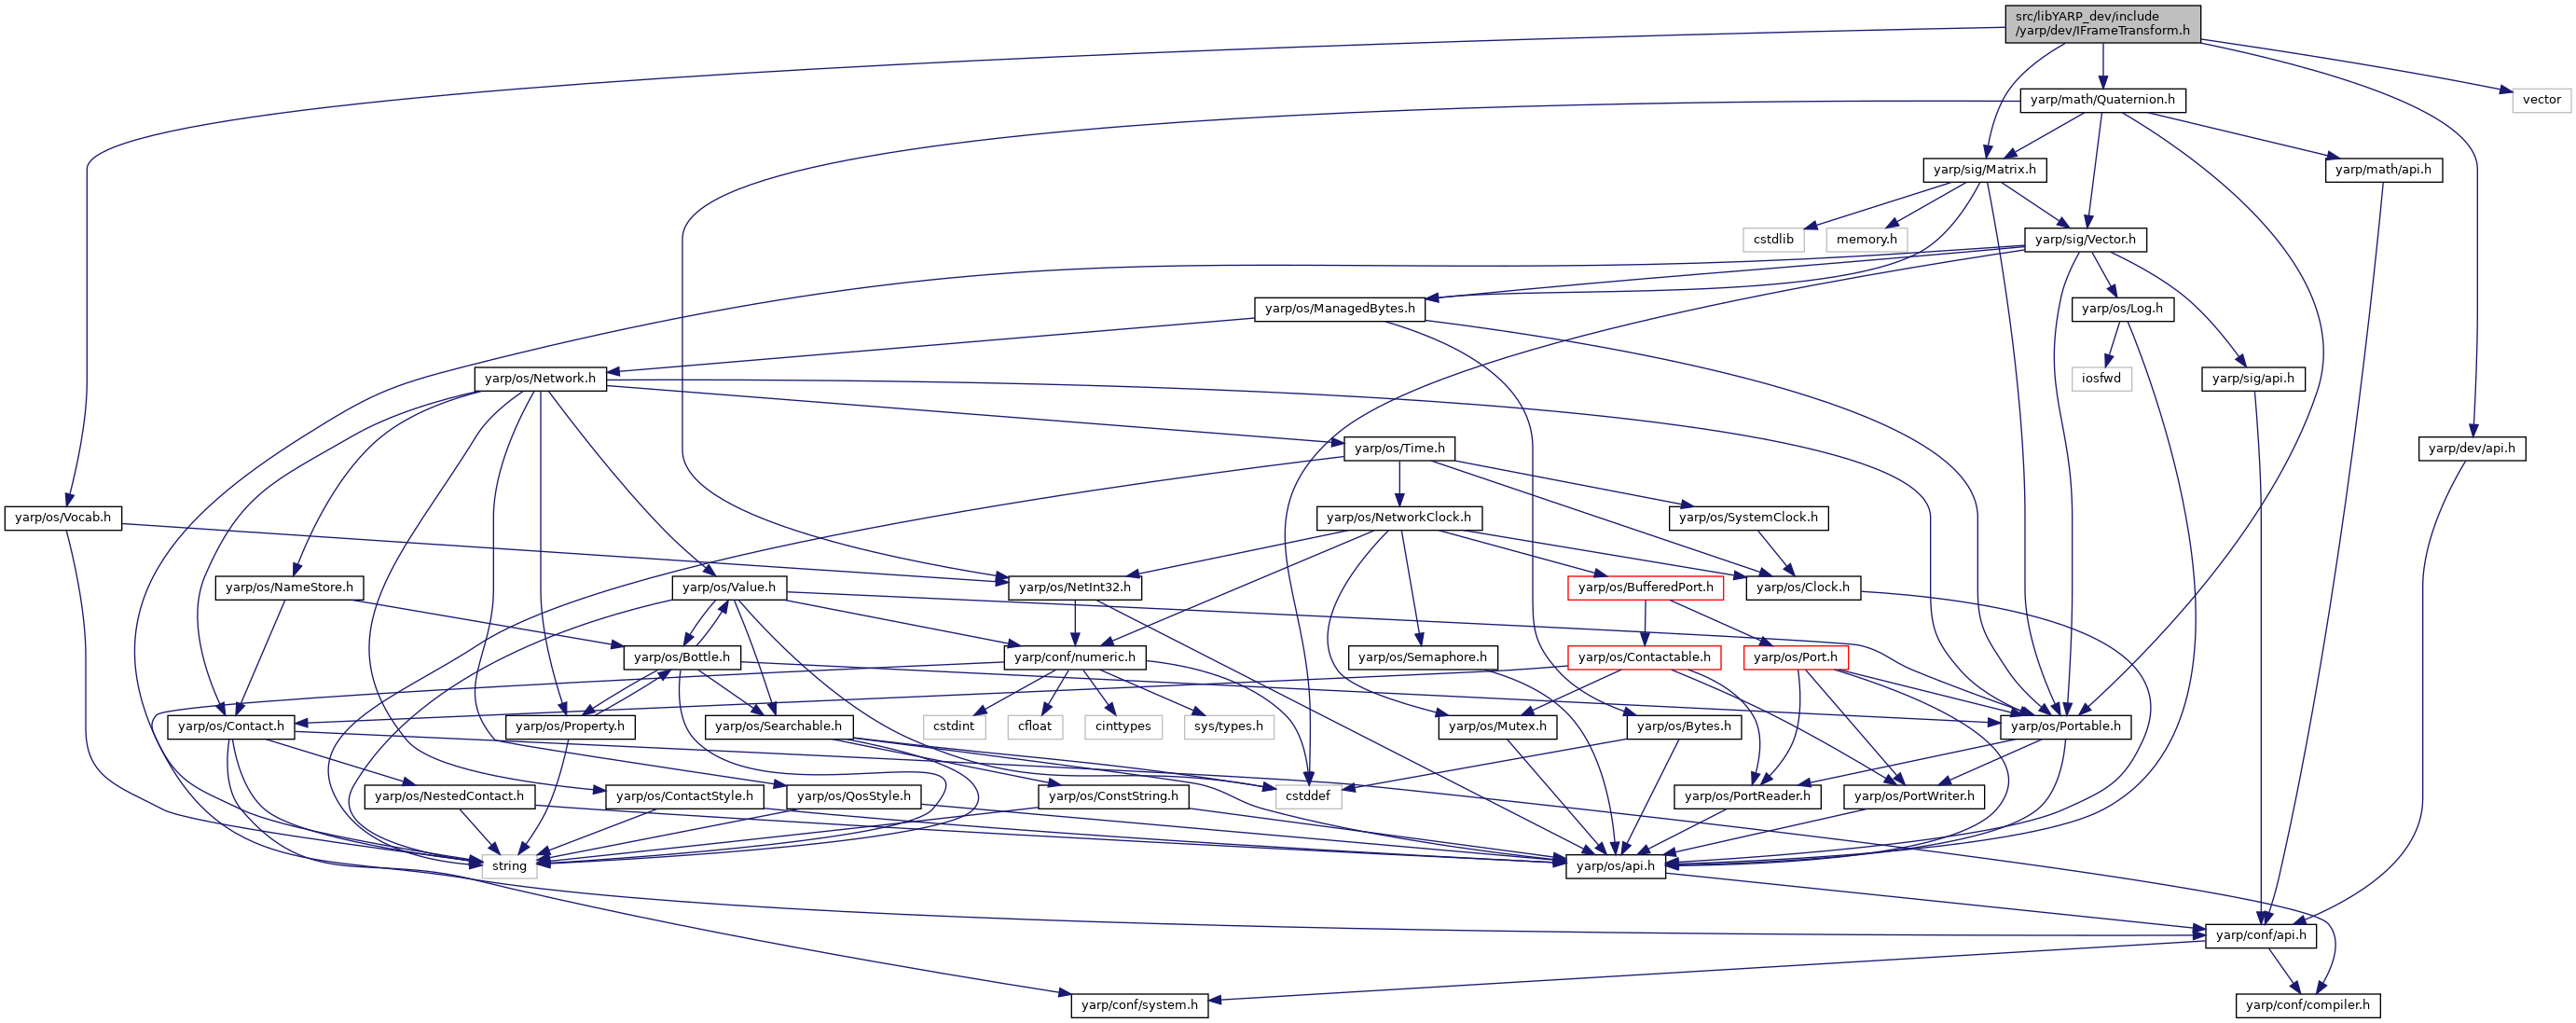 src/libYARP_dev/include
/yarp/dev/IFrameTransform.h
yarp/math/Quaternion.h
vector
yarp/sig/Matrix.h
yarp/math/api.h
cstdlib
memory.h
yarp/sig/Vector.h
yarp/os/ManagedBytes.h
yarp/os/Log.h
yarp/os/Network.h
iosfwd
yarp/sig/api.h
yarp/os/Time.h
yarp/dev/api.h
yarp/os/Vocab.h
yarp/os/NetworkClock.h
yarp/os/SystemClock.h
yarp/os/NameStore.h
yarp/os/Value.h
yarp/os/NetInt32.h
yarp/os/BufferedPort.h
yarp/os/Clock.h
yarp/os/Bottle.h
yarp/conf/numeric.h
yarp/os/Semaphore.h
yarp/os/Contactable.h
yarp/os/Port.h
yarp/os/Contact.h
yarp/os/Property.h
yarp/os/Searchable.h
cstdint
cfloat
cinttypes
sys/types.h
yarp/os/Mutex.h
yarp/os/Bytes.h
yarp/os/Portable.h
yarp/os/NestedContact.h
yarp/os/ContactStyle.h
yarp/os/QosStyle.h
yarp/os/ConstString.h
cstddef
yarp/os/PortReader.h
yarp/os/PortWriter.h
string
yarp/os/api.h
yarp/conf/api.h
yarp/conf/system.h
yarp/conf/compiler.h